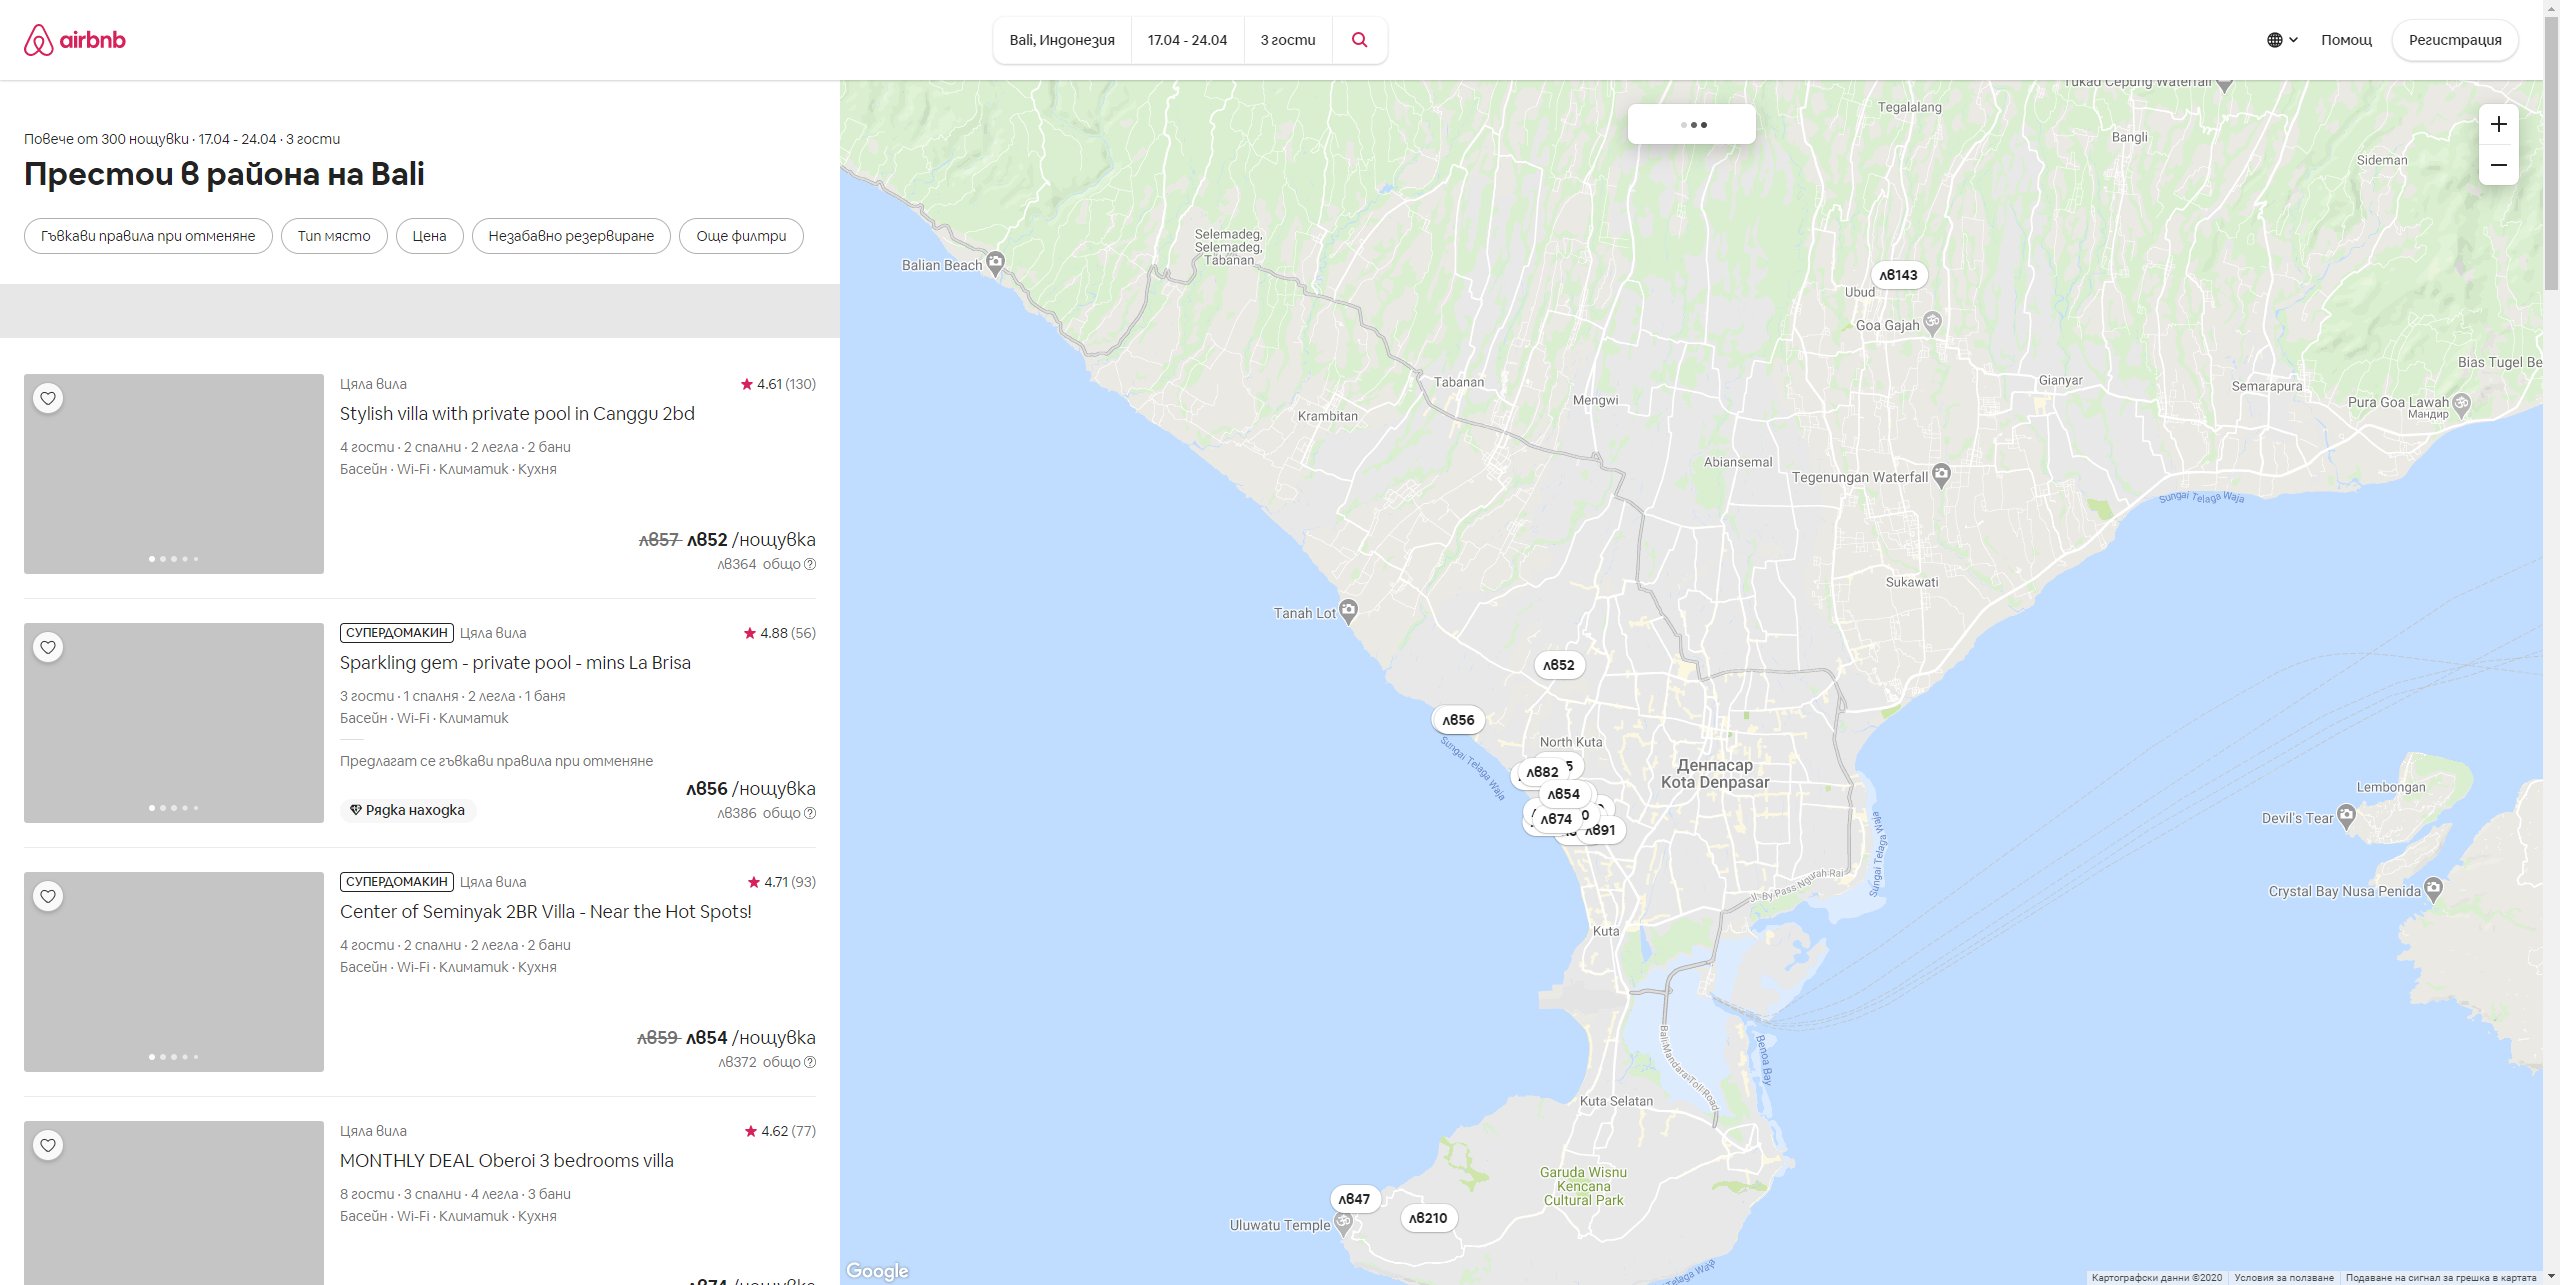 airbnb
Bali, Индонезия
17.04 - 24.04
3 гости
Помощ
Регистрация
Повече от 300 нощувки · 17.04 - 24.04 · 3 гости
Престои в района на Bali
Гъвкави правила при отменяне
Тип място
Цена
Незабавно резервиране
Още филтри
Цяла вила
4.61 (130)
Stylish villa with private pool in Canggu 2bd
4 гости · 2 спални · 2 легла · 2 бани
Басейн · Wi-Fi · Климатик · Кухня
лв57 лв52 /нощувка
лв364 общо
СУПЕРДОМАКИН Цяла вила
4.88 (56)
Sparkling gem - private pool - mins La Brisa
3 гости · 1 спалня · 2 легла · 1 баня
Басейн · Wi-Fi · Климатик
Предлагат се гъвкави правила при отменяне
лв56 /нощувка
Рядка находка
лв386 общо
СУПЕРДОМАКИН Цяла вила
4.71 (93)
Center of Seminyak 2BR Villa - Near the Hot Spots!
4 гости · 2 спални · 2 легла · 2 бани
Басейн · Wi-Fi · Климатик · Кухня
лв59 лв54 /нощувка
лв372 общо
Цяла вила
4.62 (77)
MONTHLY DEAL Oberoi 3 bedrooms villa
8 гости · 3 спални · 4 легла · 3 бани
Басейн · Wi-Fi · Климатик · Кухня
лв74 /нощувка
Tukad Cepung Waterfall
Tegalalang
Bangli
Sideman
Selemadeg,
Selemadeg,
Tabanan
Balian Beach
лв143
Ubud
Goa Gajah
Bias Tugel Be
Tabanan
Gianyar
Semarapura
Mengwi
Krambitan
Pura Goa Lawah
Мандир
Abiansemal
Tegenungan Waterfall
Sungai Telaga Waja
Sukawati
Tanah Lot
лв52
лв56
North Kuta
Sungai Telaga Waja
лв82
лв54
лв74
лв91
Денпасар
Kota Denpasar
Lembongan
Devil's Tear
Sungai Telaga Waja
Jl. By Pass Ngurah Rai
Crystal Bay Nusa Penida
Kuta
Bali Mandara Toll Road
Benoa Bay
Kuta Selatan
Garuda Wisnu
Kencana
Cultural Park
лв47
лв210
Uluwatu Temple
Telaga Waja
Google
Картографски данни ©2020
Условия за ползване
Подаване на сигнал за грешка в картата